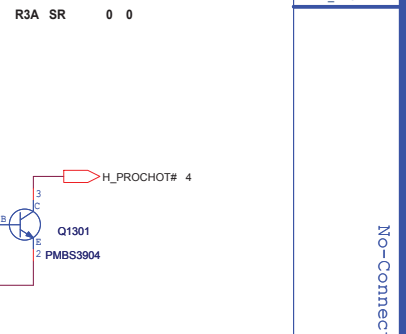 R3A SR 0 0
H_PROCHOT# 4
3
C
B
Q1301
E
2 PMBS3904
No-Connec